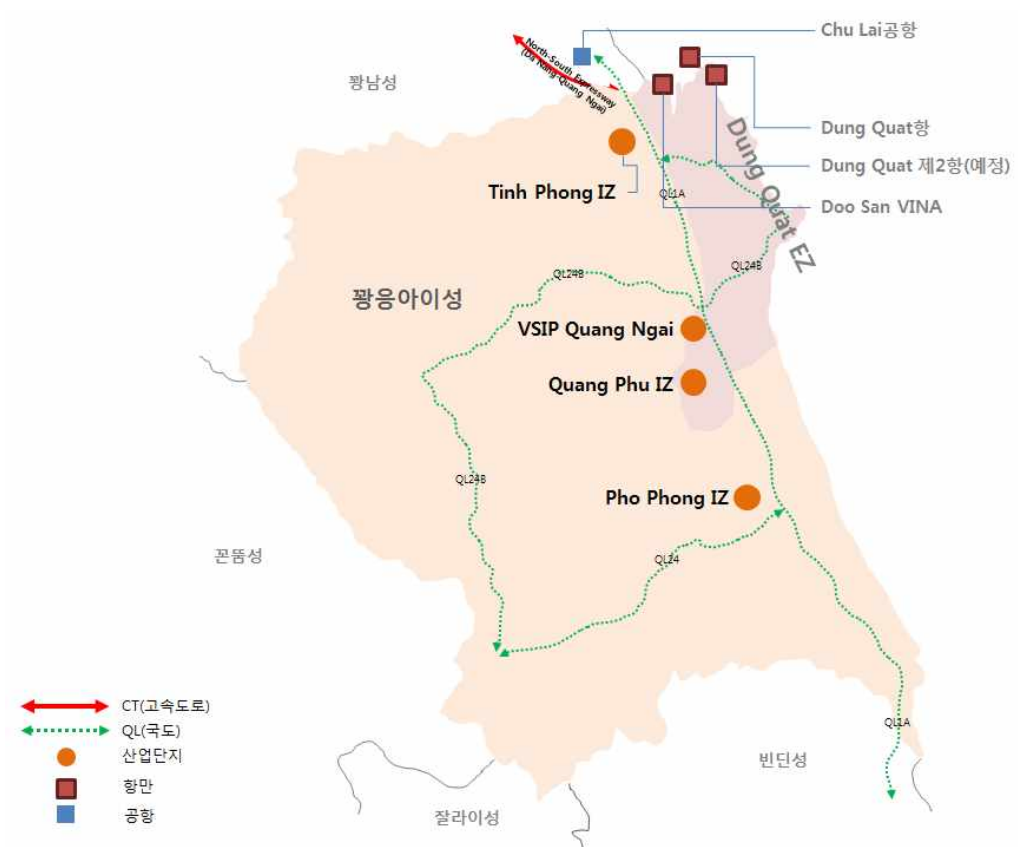 Chu Lai공항
North-South Expressway
(Da Nang-Quang Ngai)
꽝남성
Dung Quat항
Dung Quat EZ
Dung Quat 제2항(예정)
Tinh Phong IZ
QL1A
Doo San VINA
QL24B
QL24B
꽝응아이성
VSIP Quang Ngai
Quang Phu IZ
QL24B
Pho Phong IZ
꼰뚬성
QL24
CT(고속도로)
QL(국도)
QL1A
산업단지
빈딘성
항만
공항
잘라이성